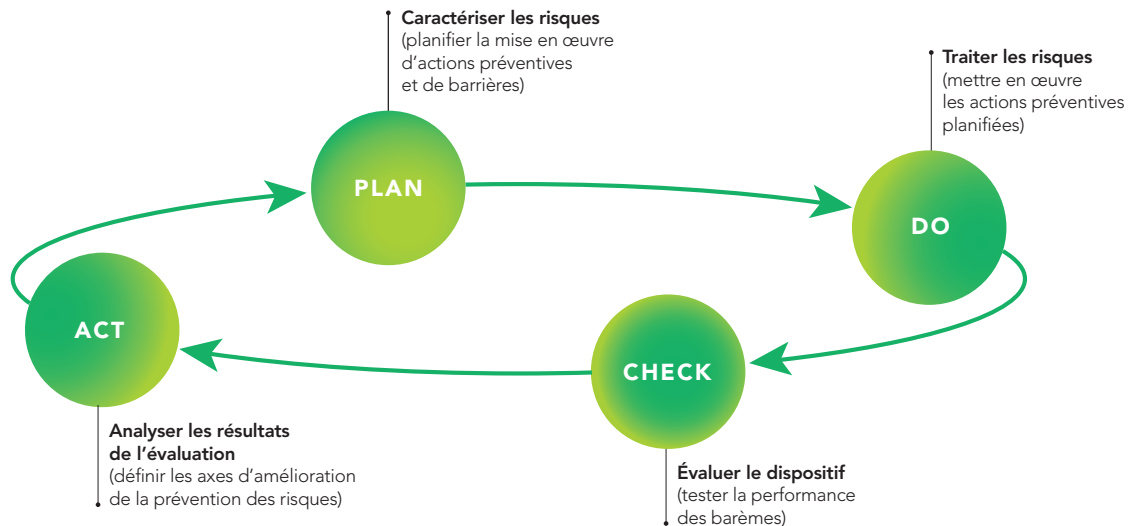 Caractériser les risques
(planifier la mise en œuvre
d'actions préventives
et de barrières)
PLAN
Traiter les risques
(mettre en œuvre
les actions préventives
planifiées)
DO
CHECK
Évaluer le dispositif
(tester la performance
des barèmes)
ACT
Analyser les résultats
de l'évaluation
(définir les axes d'amélioration
de la prévention des risques)